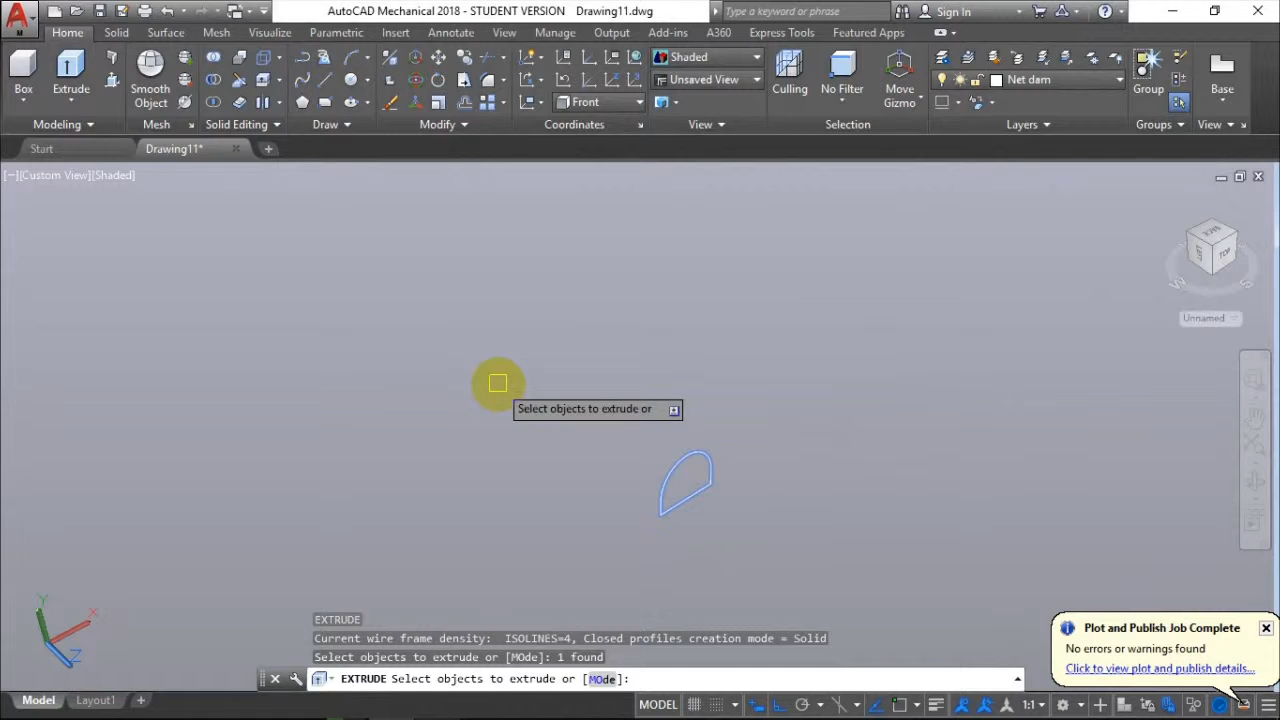 AutoCAD Mechanical 2018 - STUDENT VERSION Drawing11.dwg
Type a keyword or phrase
Sign In
Home Solid Surface Mesh Visualize Parametric Insert Annotate View Manage Output Add-ins A360 Express Tools Featured Apps
Shaded
Unsaved View
Net dam
Front
Box
Extrude
Smooth
Object
Culling
No Filter
Move
Gizmo
Group
Base
Modeling
Mesh
Solid Editing
Draw
Modify
Coordinates
View
Selection
Layers
Groups
View
Start
Drawing11*
[−][Custom View][Shaded]
BACK
LEFT
TOP
W
S
Unnamed
Select objects to extrude or
Y
X
Z
EXTRUDE
Current wire frame density: ISOLINES=4, Closed profiles creation mode = Solid
Select objects to extrude or [MOde]: 1 found
EXTRUDE Select objects to extrude or [MOde]:
Plot and Publish Job Complete
No errors or warnings found
Click to view plot and publish details...
Model
Layout1
MODEL
1:1